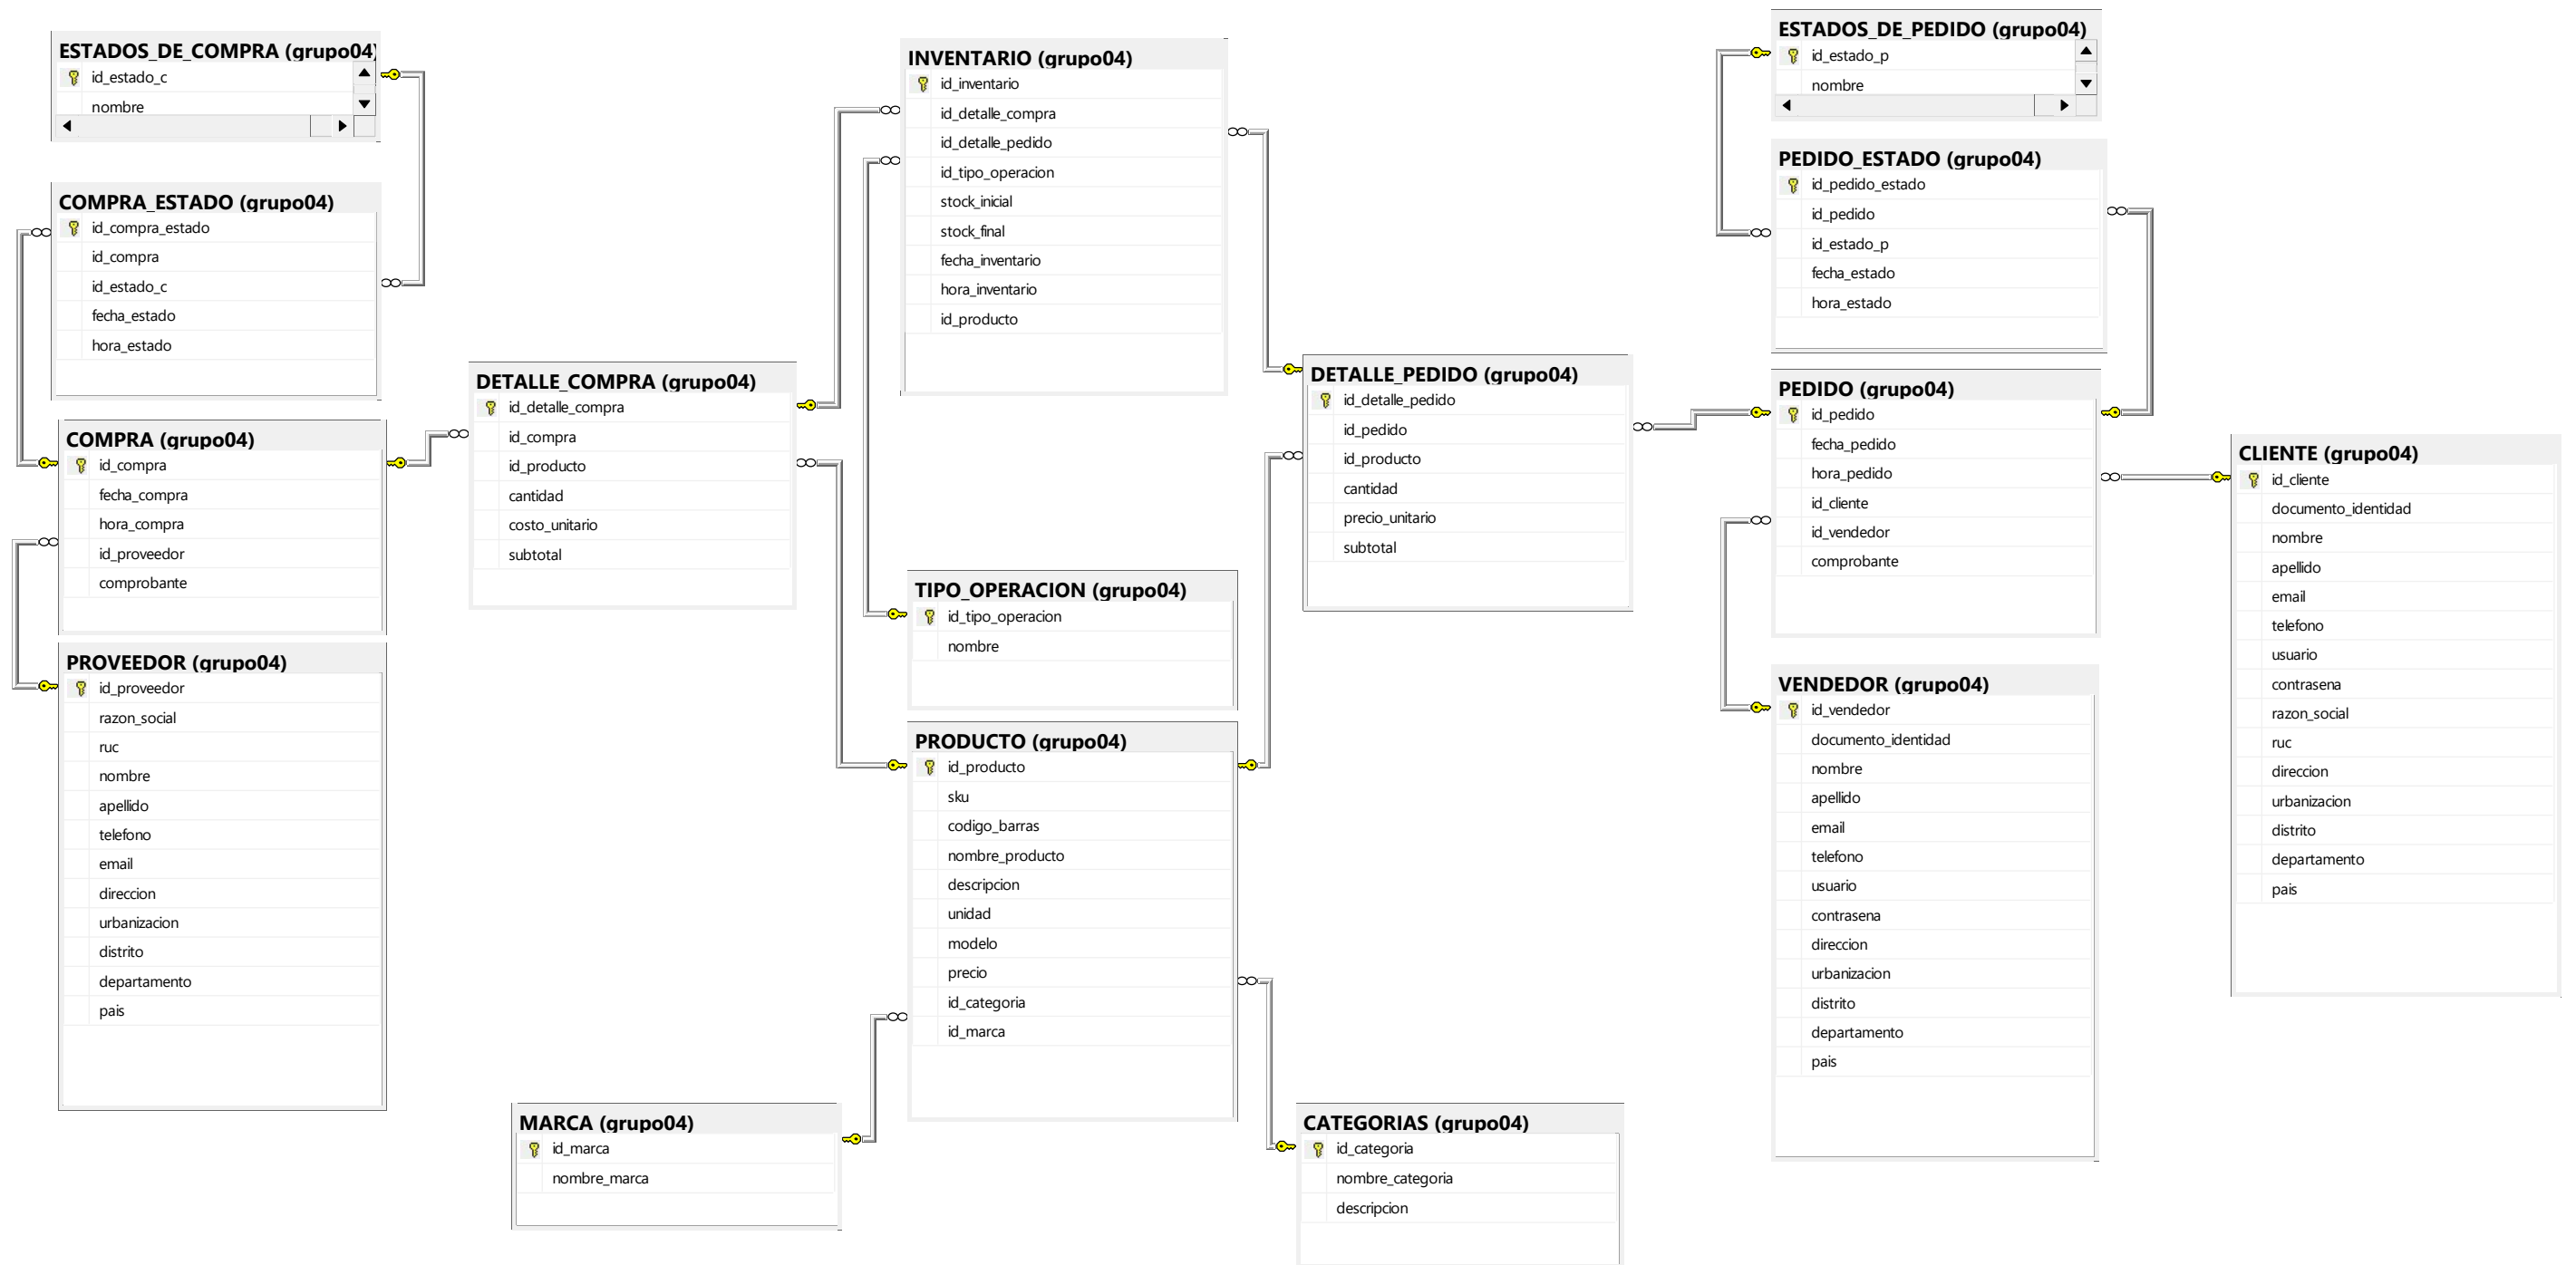 ESTADOS_DE_COMPRA (grupo04)
id_estado_c
nombre
COMPRA_ESTADO (grupo04)
id_compra_estado
id_compra
id_estado_c
fecha_estado
hora_estado
COMPRA (grupo04)
id_compra
fecha_compra
hora_compra
id_proveedor
comprobante
PROVEEDOR (grupo04)
id_proveedor
razon_social
ruc
nombre
apellido
telefono
email
direccion
urbanizacion
distrito
departamento
pais
DETALLE_COMPRA (grupo04)
id_detalle_compra
id_compra
id_producto
cantidad
costo_unitario
subtotal
INVENTARIO (grupo04)
id_inventario
id_detalle_compra
id_detalle_pedido
id_tipo_operacion
stock_inicial
stock_final
fecha_inventario
hora_inventario
id_producto
TIPO_OPERACION (grupo04)
id_tipo_operacion
nombre
PRODUCTO (grupo04)
id_producto
sku
codigo_barras
nombre_producto
descripcion
unidad
modelo
precio
id_categoria
id_marca
MARCA (grupo04)
id_marca
nombre_marca
CATEGORIAS (grupo04)
id_categoria
nombre_categoria
descripcion
DETALLE_PEDIDO (grupo04)
id_detalle_pedido
id_pedido
id_producto
cantidad
precio_unitario
subtotal
ESTADOS_DE_PEDIDO (grupo04)
id_estado_p
nombre
PEDIDO_ESTADO (grupo04)
id_pedido_estado
id_pedido
id_estado_p
fecha_estado
hora_estado
PEDIDO (grupo04)
id_pedido
fecha_pedido
hora_pedido
id_cliente
id_vendedor
comprobante
VENDEDOR (grupo04)
id_vendedor
documento_identidad
nombre
apellido
email
telefono
usuario
contrasena
direccion
urbanizacion
distrito
departamento
pais
CLIENTE (grupo04)
id_cliente
documento_identidad
nombre
apellido
email
telefono
usuario
contrasena
razon_social
ruc
direccion
urbanizacion
distrito
departamento
pais